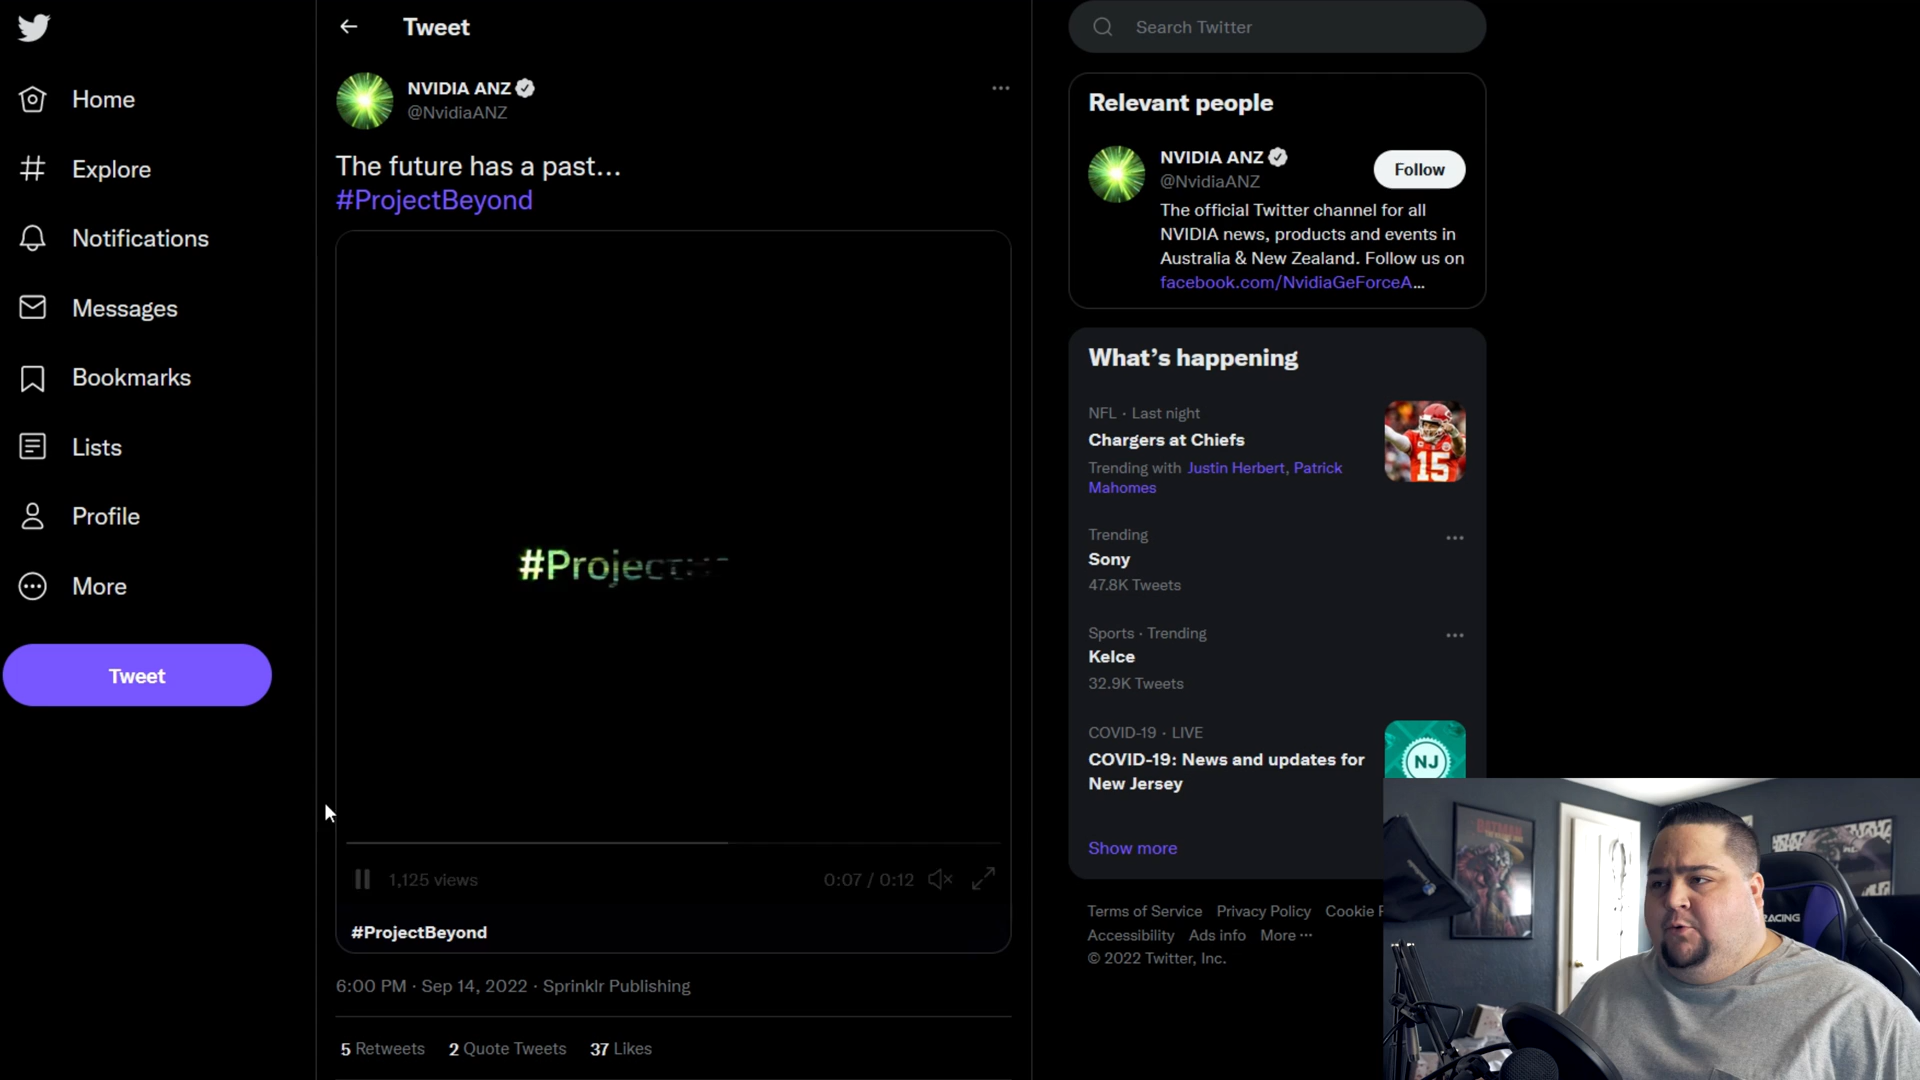 Home
Explore
Notifications
Messages
Bookmarks
Lists
Profile
More
Tweet
Tweet
NVIDIA ANZ
@NvidiaANZ
The future has a past...
#ProjectBeyond
#Project
1,125 views
0:07 / 0:12
#ProjectBeyond
6:00 PM · Sep 14, 2022 · Sprinklr Publishing
5 Retweets 2 Quote Tweets 37 Likes
Search Twitter
Relevant people
NVIDIA ANZ
@NvidiaANZ
Follow
The official Twitter channel for all
NVIDIA news, products and events in
Australia & New Zealand. Follow us on
facebook.com/NvidiaGeForceA...
What's happening
NFL · Last night
Chargers at Chiefs
Trending with Justin Herbert, Patrick
Mahomes
15
Trending
Sony
47.8K Tweets
Sports · Trending
Kelce
32.9K Tweets
COVID-19 · LIVE
COVID-19: News and updates for
New Jersey
NJ
Show more
Terms of Service Privacy Policy Cookie
Accessibility Ads info More ...
© 2022 Twitter, Inc.
BATMAN
RACING